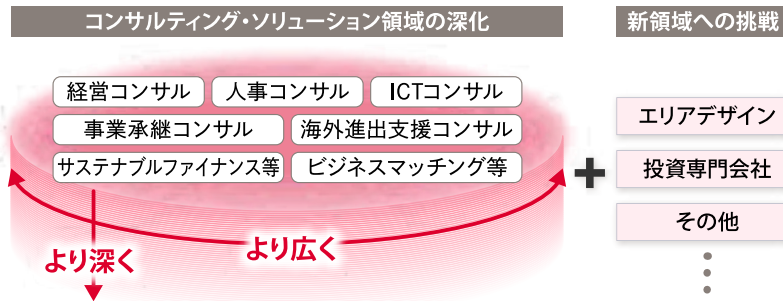 コンサルティング・ソリューション領域の深化
新領域への挑戦
経営コンサル
人事コンサル
ICTコンサル
事業承継コンサル
海外進出支援コンサル
サステナブルファイナンス等
ビジネスマッチング等
より深く
より広く
+
エリアデザイン
投資専門会社
その他